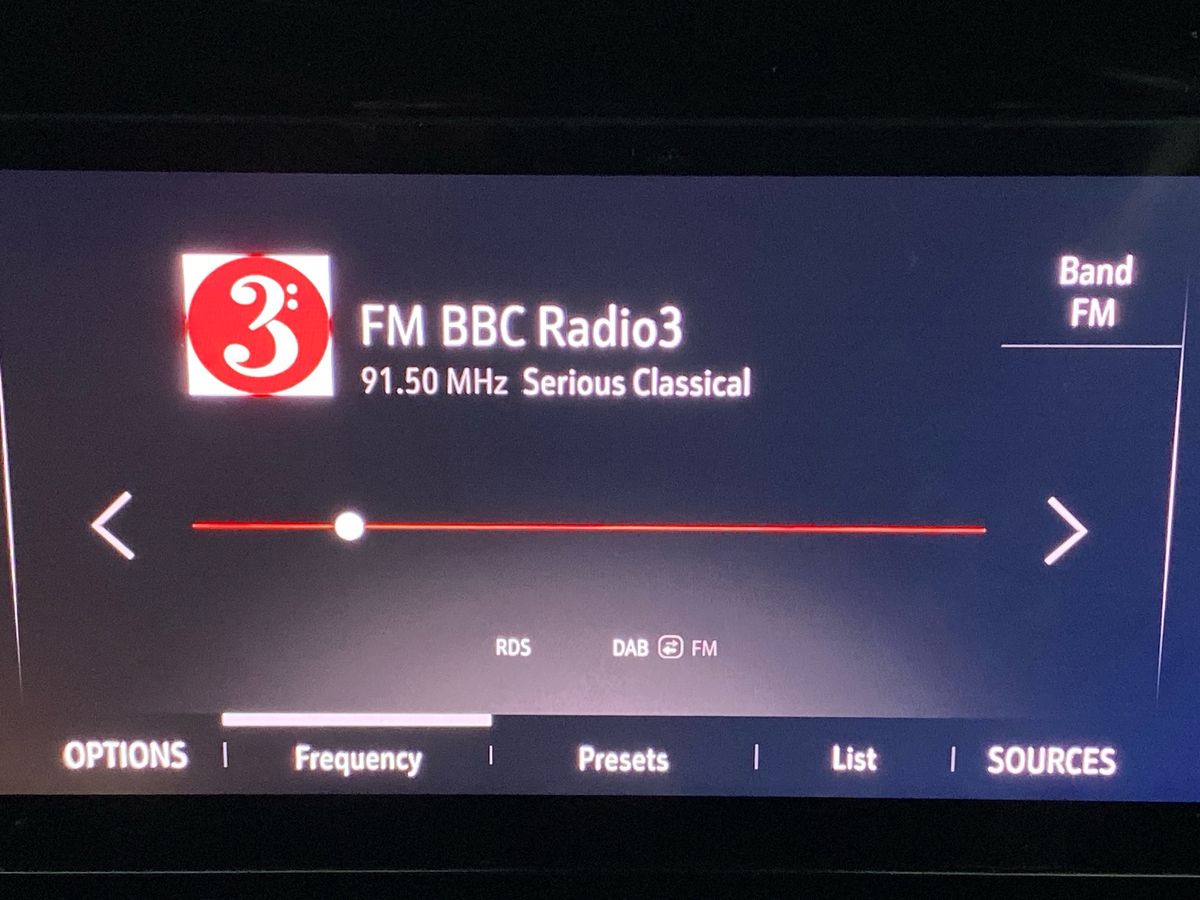 3
FM BBC Radio3
91.50 MHz Serious Classical
Band
FM
RDS DAB FM
OPTIONS Frequency Presets List SOURCES